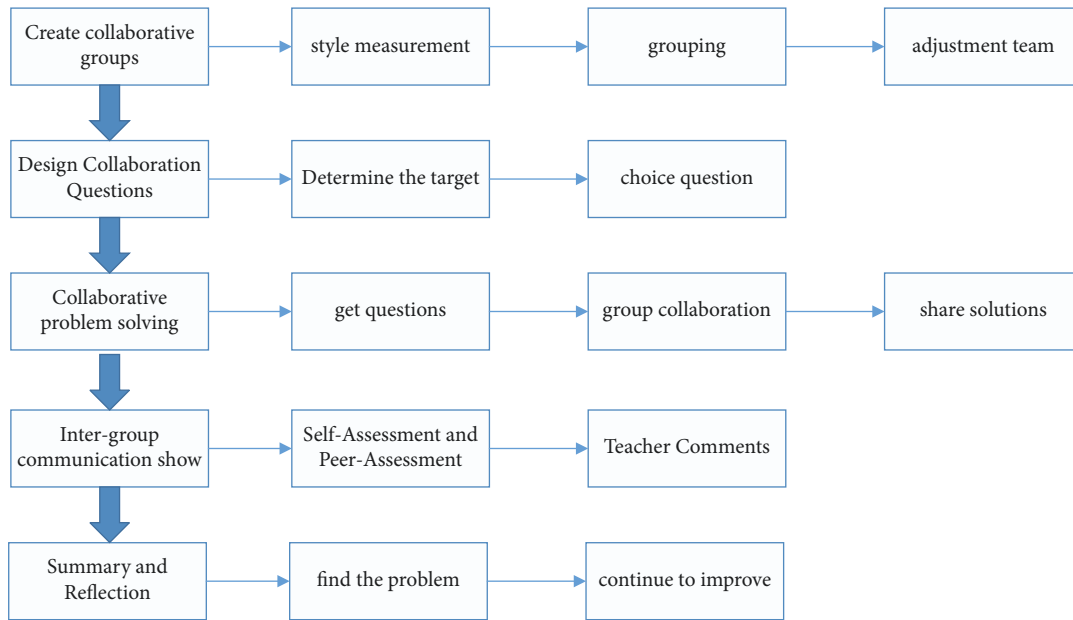 Create collaborative
groups
style measurement
grouping
adjustment team
Design Collaboration
Questions
Determine the target
choice question
Collaborative
problem solving
get questions
group collaboration
share solutions
Inter-group
communication show
Self-Assessment and
Peer-Assessment
Teacher Comments
Summary and
Reflection
find the problem
continue to improve